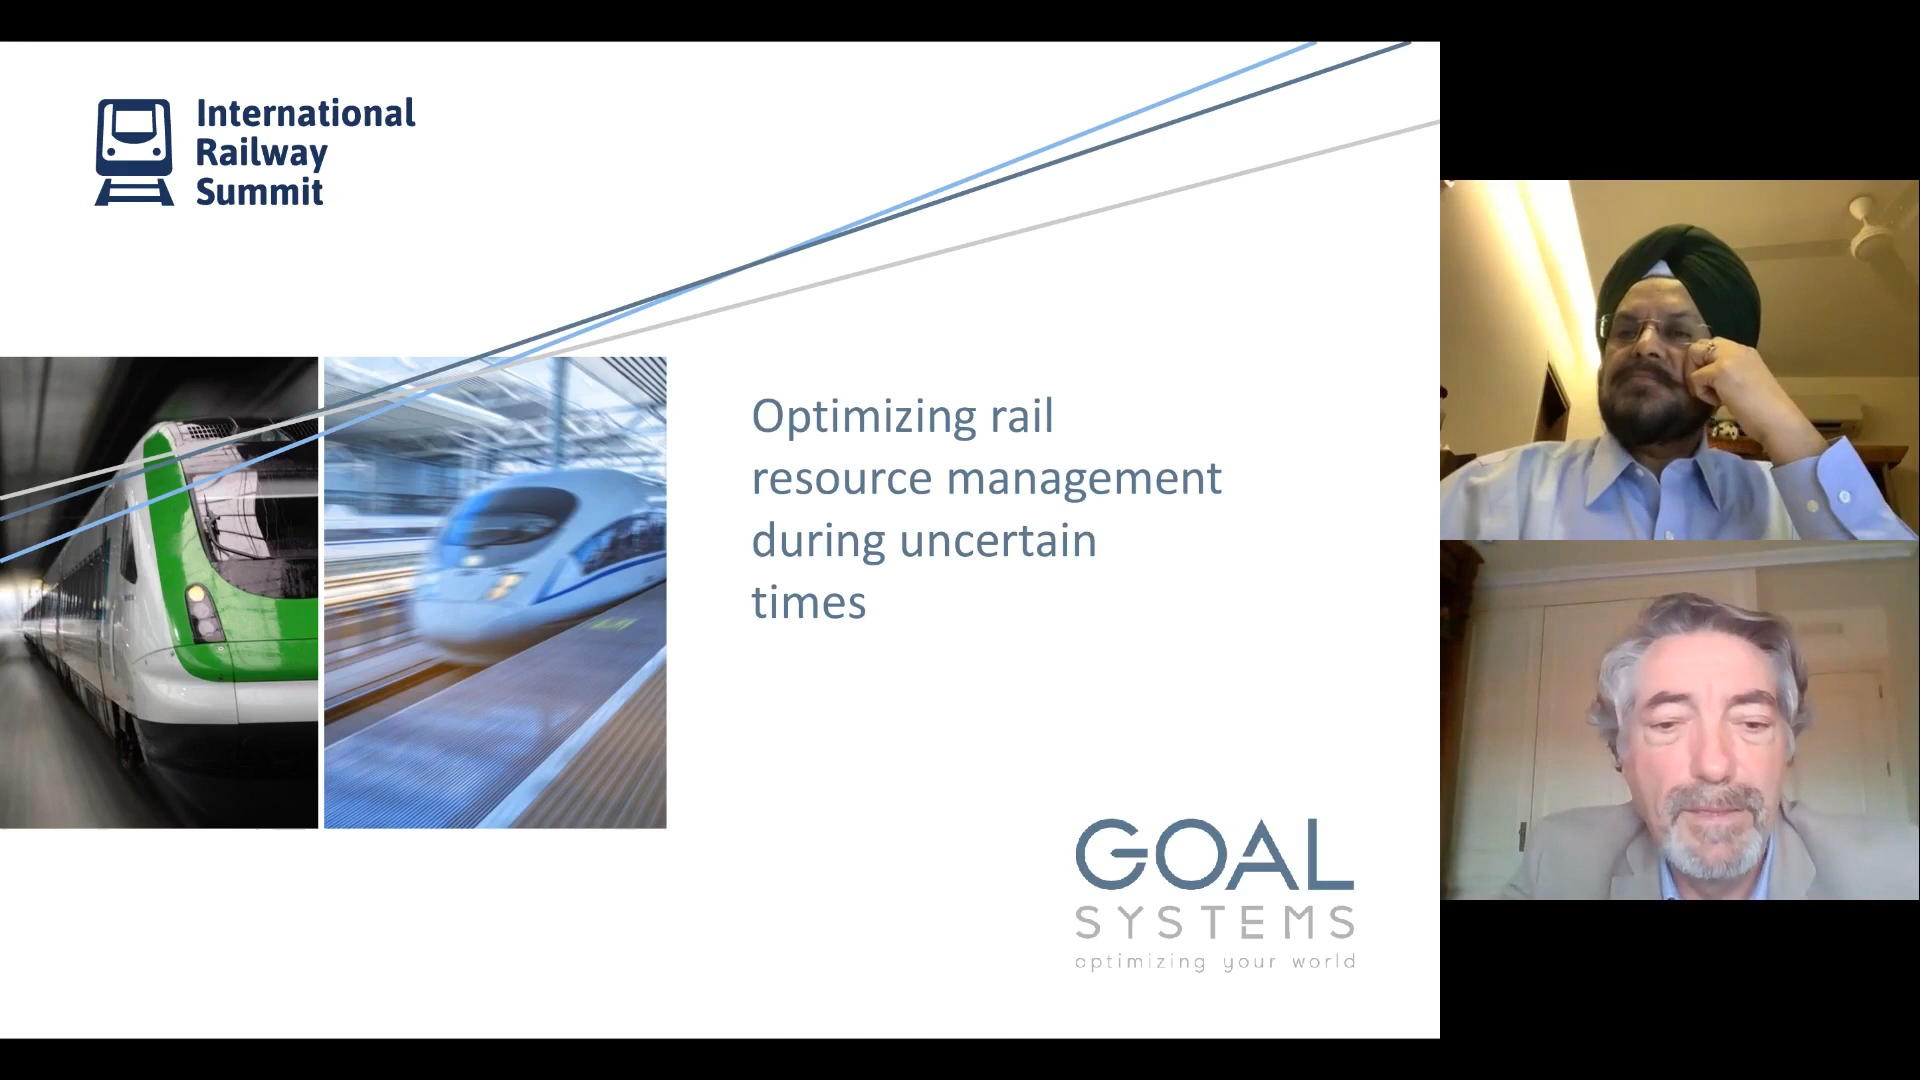 International
Railway
Summit
Optimizing rail
resource management
during uncertain
times
GOAL
SYSTEMS
optimizing your world